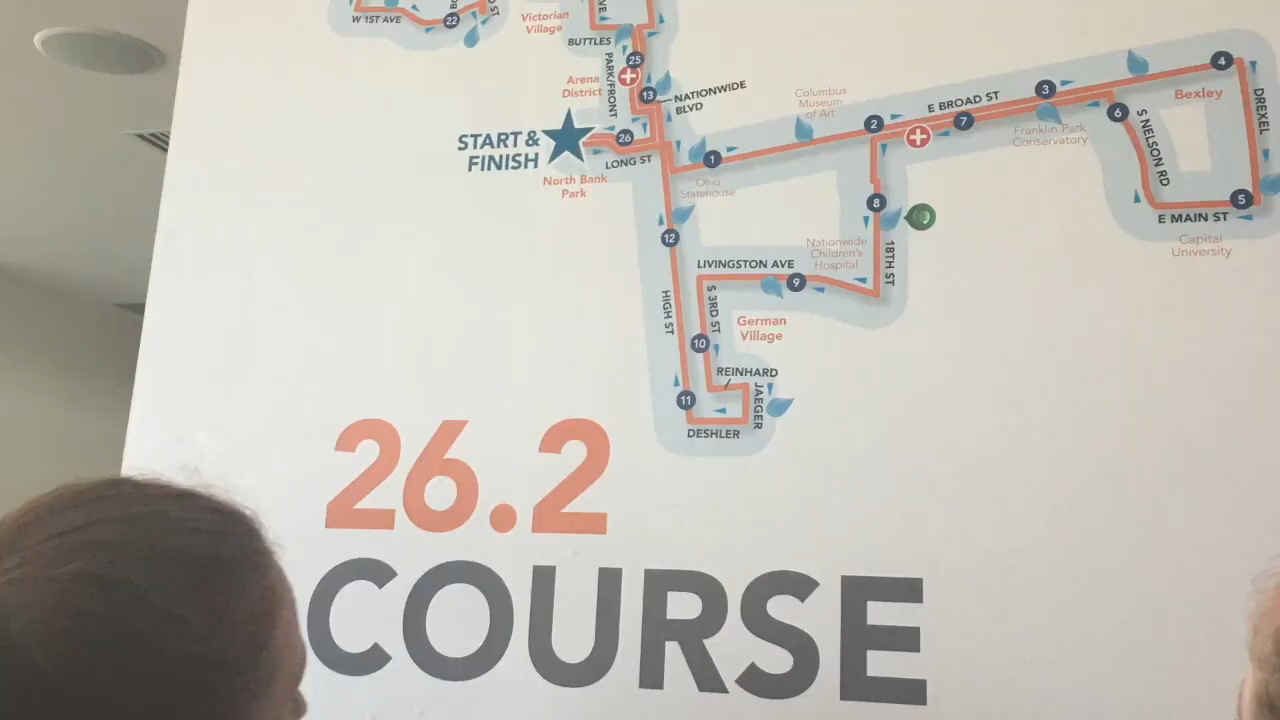 W 1ST AVE
22
ST
Victorian
Village
BUTTLES
AVE
25
PARK/FRONT
Arena
District
13
NATIONWIDE
BLVD
START &
FINISH
26
LONG ST
North Bank
Park
1
Ohio
Statehouse
Columbus
Museum
of Art
2
E BROAD ST
7
3
Franklin Park
Conservatory
4
Bexley
DREXEL
6
S NELSON RD
5
E MAIN ST
Capital
University
8
18TH ST
Nationwide
Children's
Hospital
LIVINGSTON AVE
9
12
HIGH ST
S 3RD ST
German
Village
10
REINHARD
JAEGER
11
DESHLER
26.2
COURSE